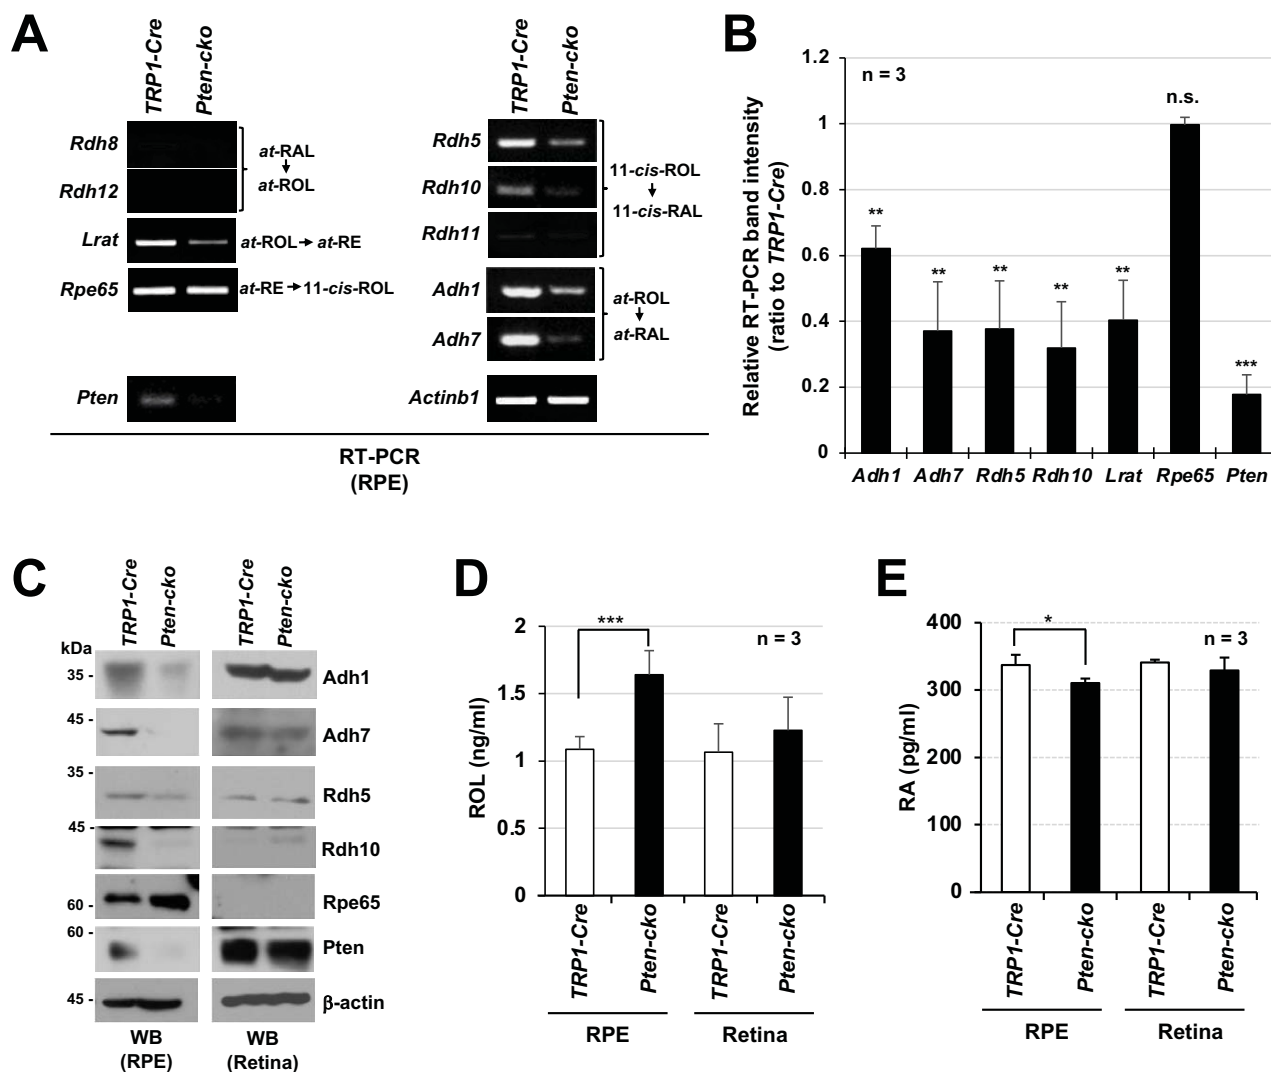 A
TRP1-Cre
Pten-cko
Rdh8
Rdh12
at-RAL
at-ROL
Lrat
at-ROL → at-RE
Rpe65
at-RE → 11-cis-ROL
Pten
TRP1-Cre
Pten-cko
Rdh5
Rdh10
Rdh11
11-cis-ROL
11-cis-RAL
Adh1
Adh7
at-ROL
at-RAL
Actinb1
RT-PCR
(RPE)
B
Relative RT-PCR band intensity
(ratio to TRP1-Cre)
1.2
1
0.8
0.6
0.4
0.2
0
n = 3
**
**
**
**
**
n.s.
***
Adh1 Adh7 Rdh5 Rdh10 Lrat Rpe65 Pten
C
TRP1-Cre
Pten-cko
TRP1-Cre
Pten-cko
kDa
35 -
Adh1
45 -
Adh7
35 -
Rdh5
45 -
Rdh10
60 -
Rpe65
60 -
Pten
45 -
β-actin
WB
(RPE)
WB
(Retina)
D
ROL (ng/ml)
2
1.5
1
0.5
0
***
n = 3
TRP1-Cre
Pten-cko
TRP1-Cre
Pten-cko
RPE
Retina
E
RA (pg/ml)
400
300
200
100
0
*
n = 3
TRP1-Cre
Pten-cko
TRP1-Cre
Pten-cko
RPE
Retina